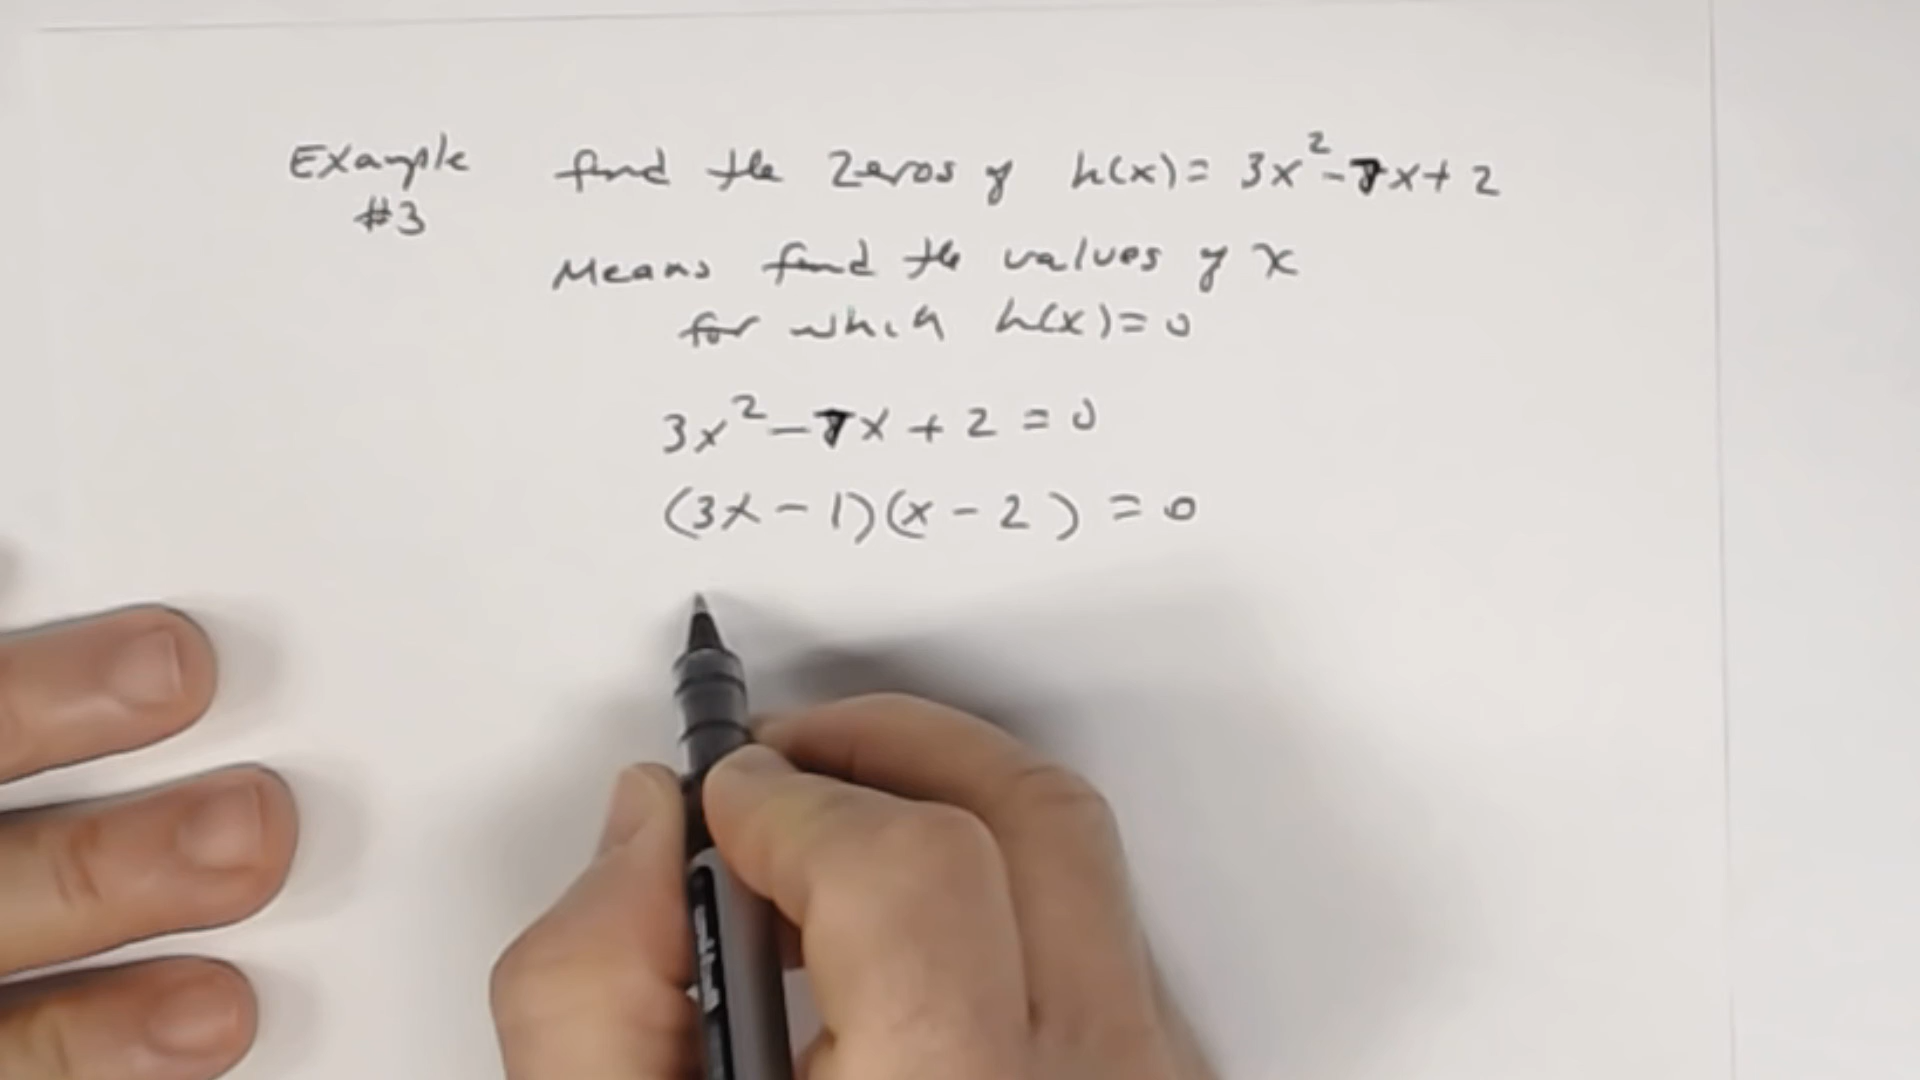 Example find the zeros of h(x) = 3x² - 7x + 2
#3
Means find the values of x
for which h(x) = 0
3x² - 7x + 2 = 0
(3x - 1)(x - 2) = 0